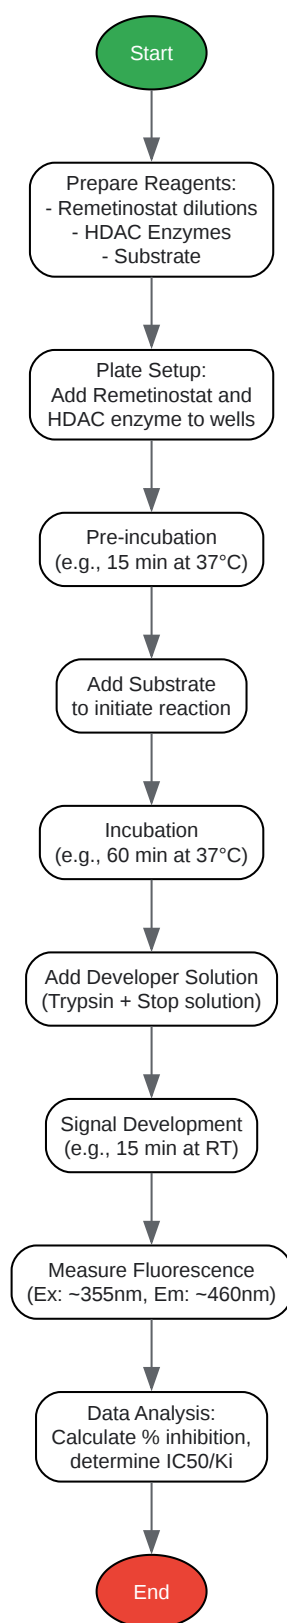 Start
Prepare Reagents:
- Remetinostat dilutions
- HDAC Enzymes
- Substrate
Plate Setup:
Add Remetinostat and
HDAC enzyme to wells
Pre-incubation
(e.g., 15 min at 37°C)
Add Substrate
to initiate reaction
Incubation
(e.g., 60 min at 37°C)
Add Developer Solution
(Trypsin + Stop solution)
Signal Development
(e.g., 15 min at RT)
Measure Fluorescence
(Ex: ~355nm, Em: ~460nm)
Data Analysis:
Calculate % inhibition,
determine IC50/Ki
End